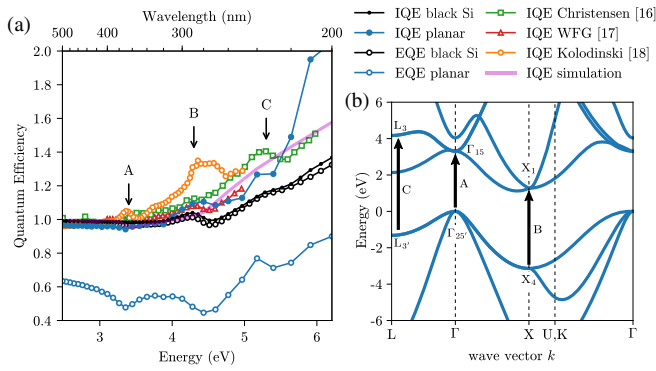 Wavelength (nm)
500 400 300 200
(a)
IQE black Si
IQE planar
EQE black Si
EQE planar
IQE Christensen [16]
IQE WFG [17]
IQE Kolodinski [18]
IQE simulation
2.0
1.8
1.6
1.4
1.2
1.0
0.8
0.6
0.4
Quantum Efficiency
A
B
C
3 4 5 6
Energy (eV)
(b)
6
4
2
0
-2
-4
-6
Energy (eV)
L3
Γ15
X1
C
A
B
L3'
Γ25'
X4
L Γ X U,K Γ
wave vector k